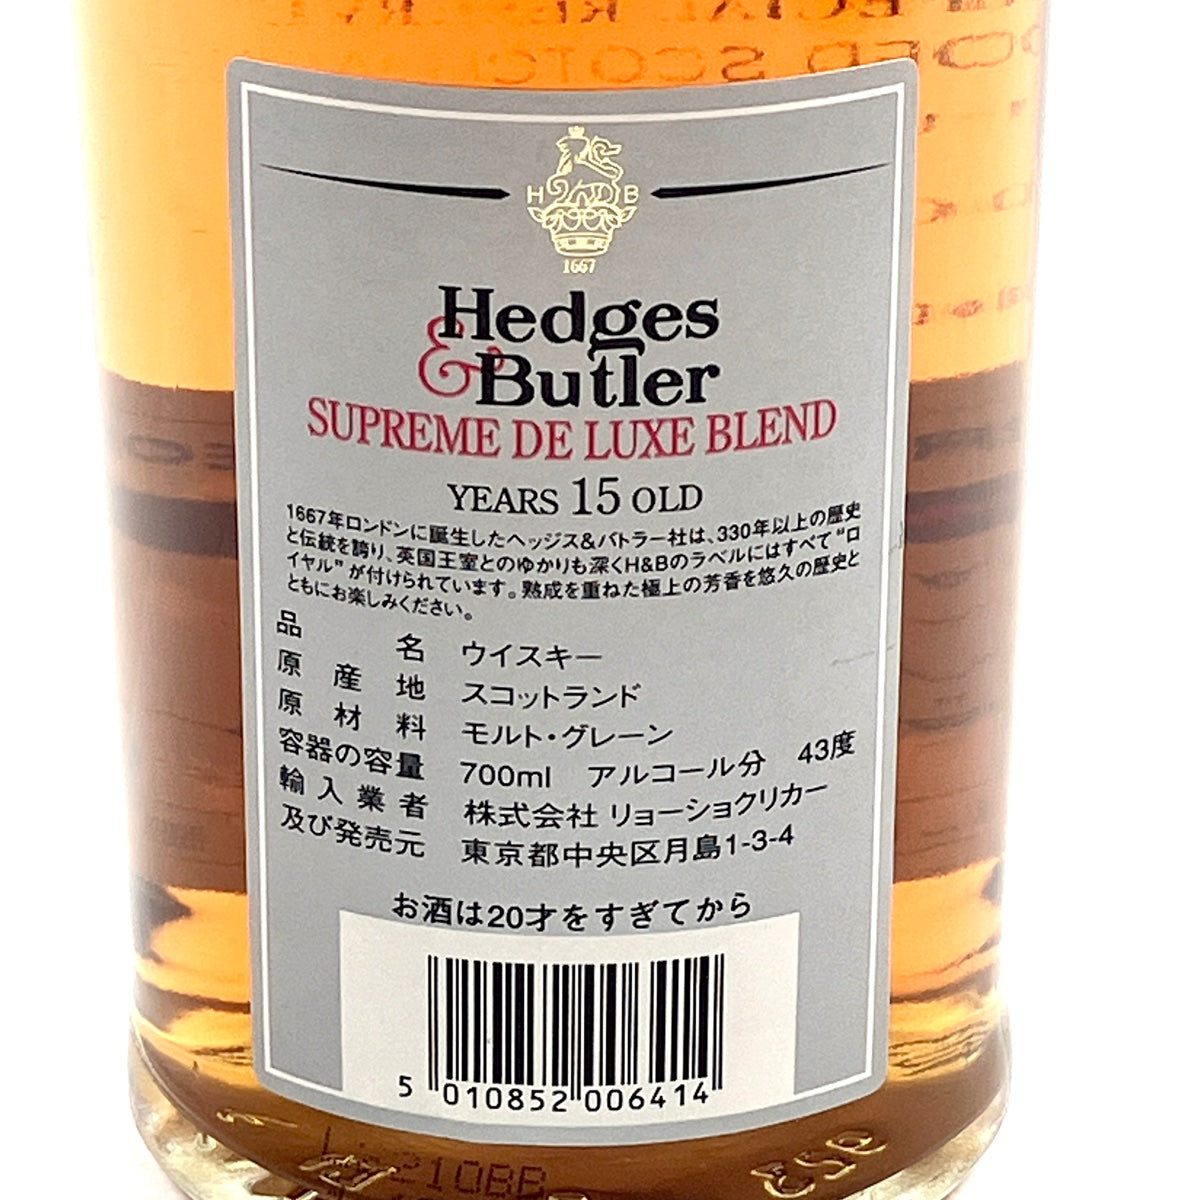 H B
1667
Hedges
& Butler
SUPREME DE LUXE BLEND
YEARS 15 OLD
1667年ロンドンに誕生したヘッジス&バトラー社は、330年以上の歴史
と伝統を誇り、英国王室とのゆかりも深くH&Bのラベルにはすべて“ロ
イヤル”が付けられています。熟成を重ねた極上の芳香を悠久の歴史と
ともにお楽しみください。
品名 ウイスキー
原産地 スコットランド
原材料 モルト・グレーン
容器の容量 700ml アルコール分 43度
輸入業者 株式会社 リョーショクリカー
及び発売元 東京都中央区月島1-3-4
お酒は20才をすぎてから
5 010852 006414